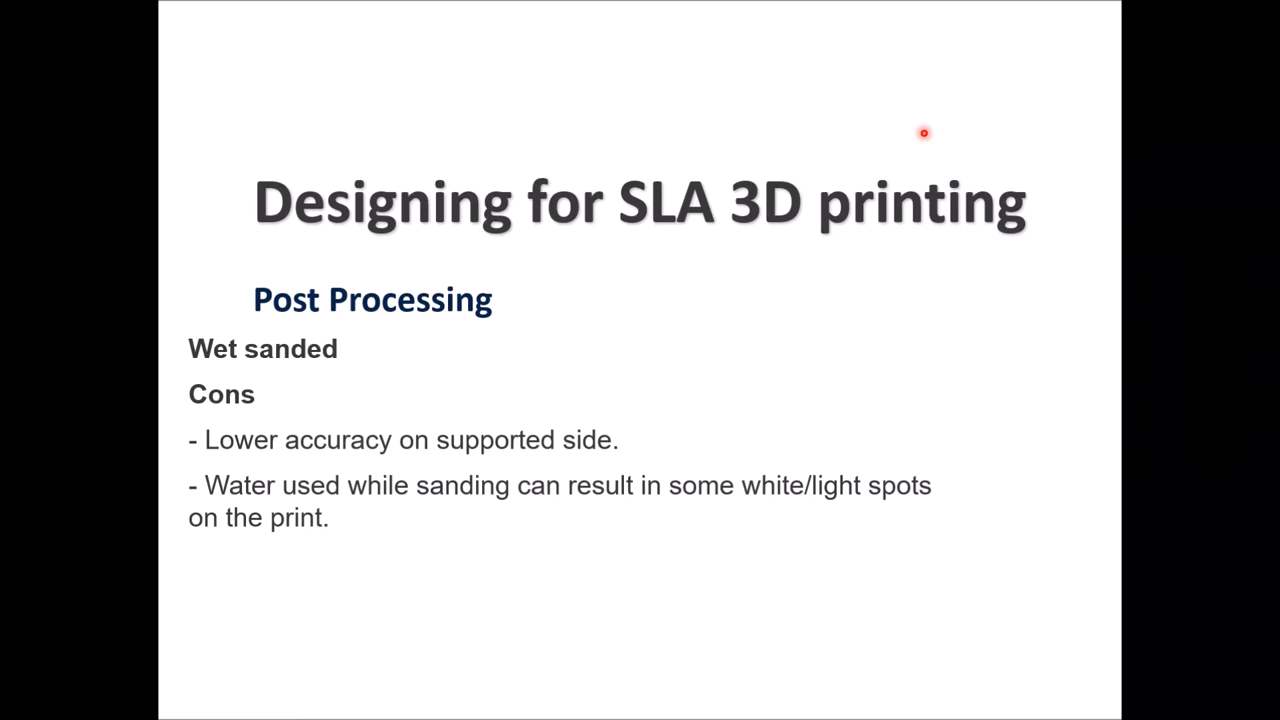 Designing for SLA 3D printing
Post Processing
Wet sanded
Cons
- Lower accuracy on supported side.
- Water used while sanding can result in some white/light spots
on the print.